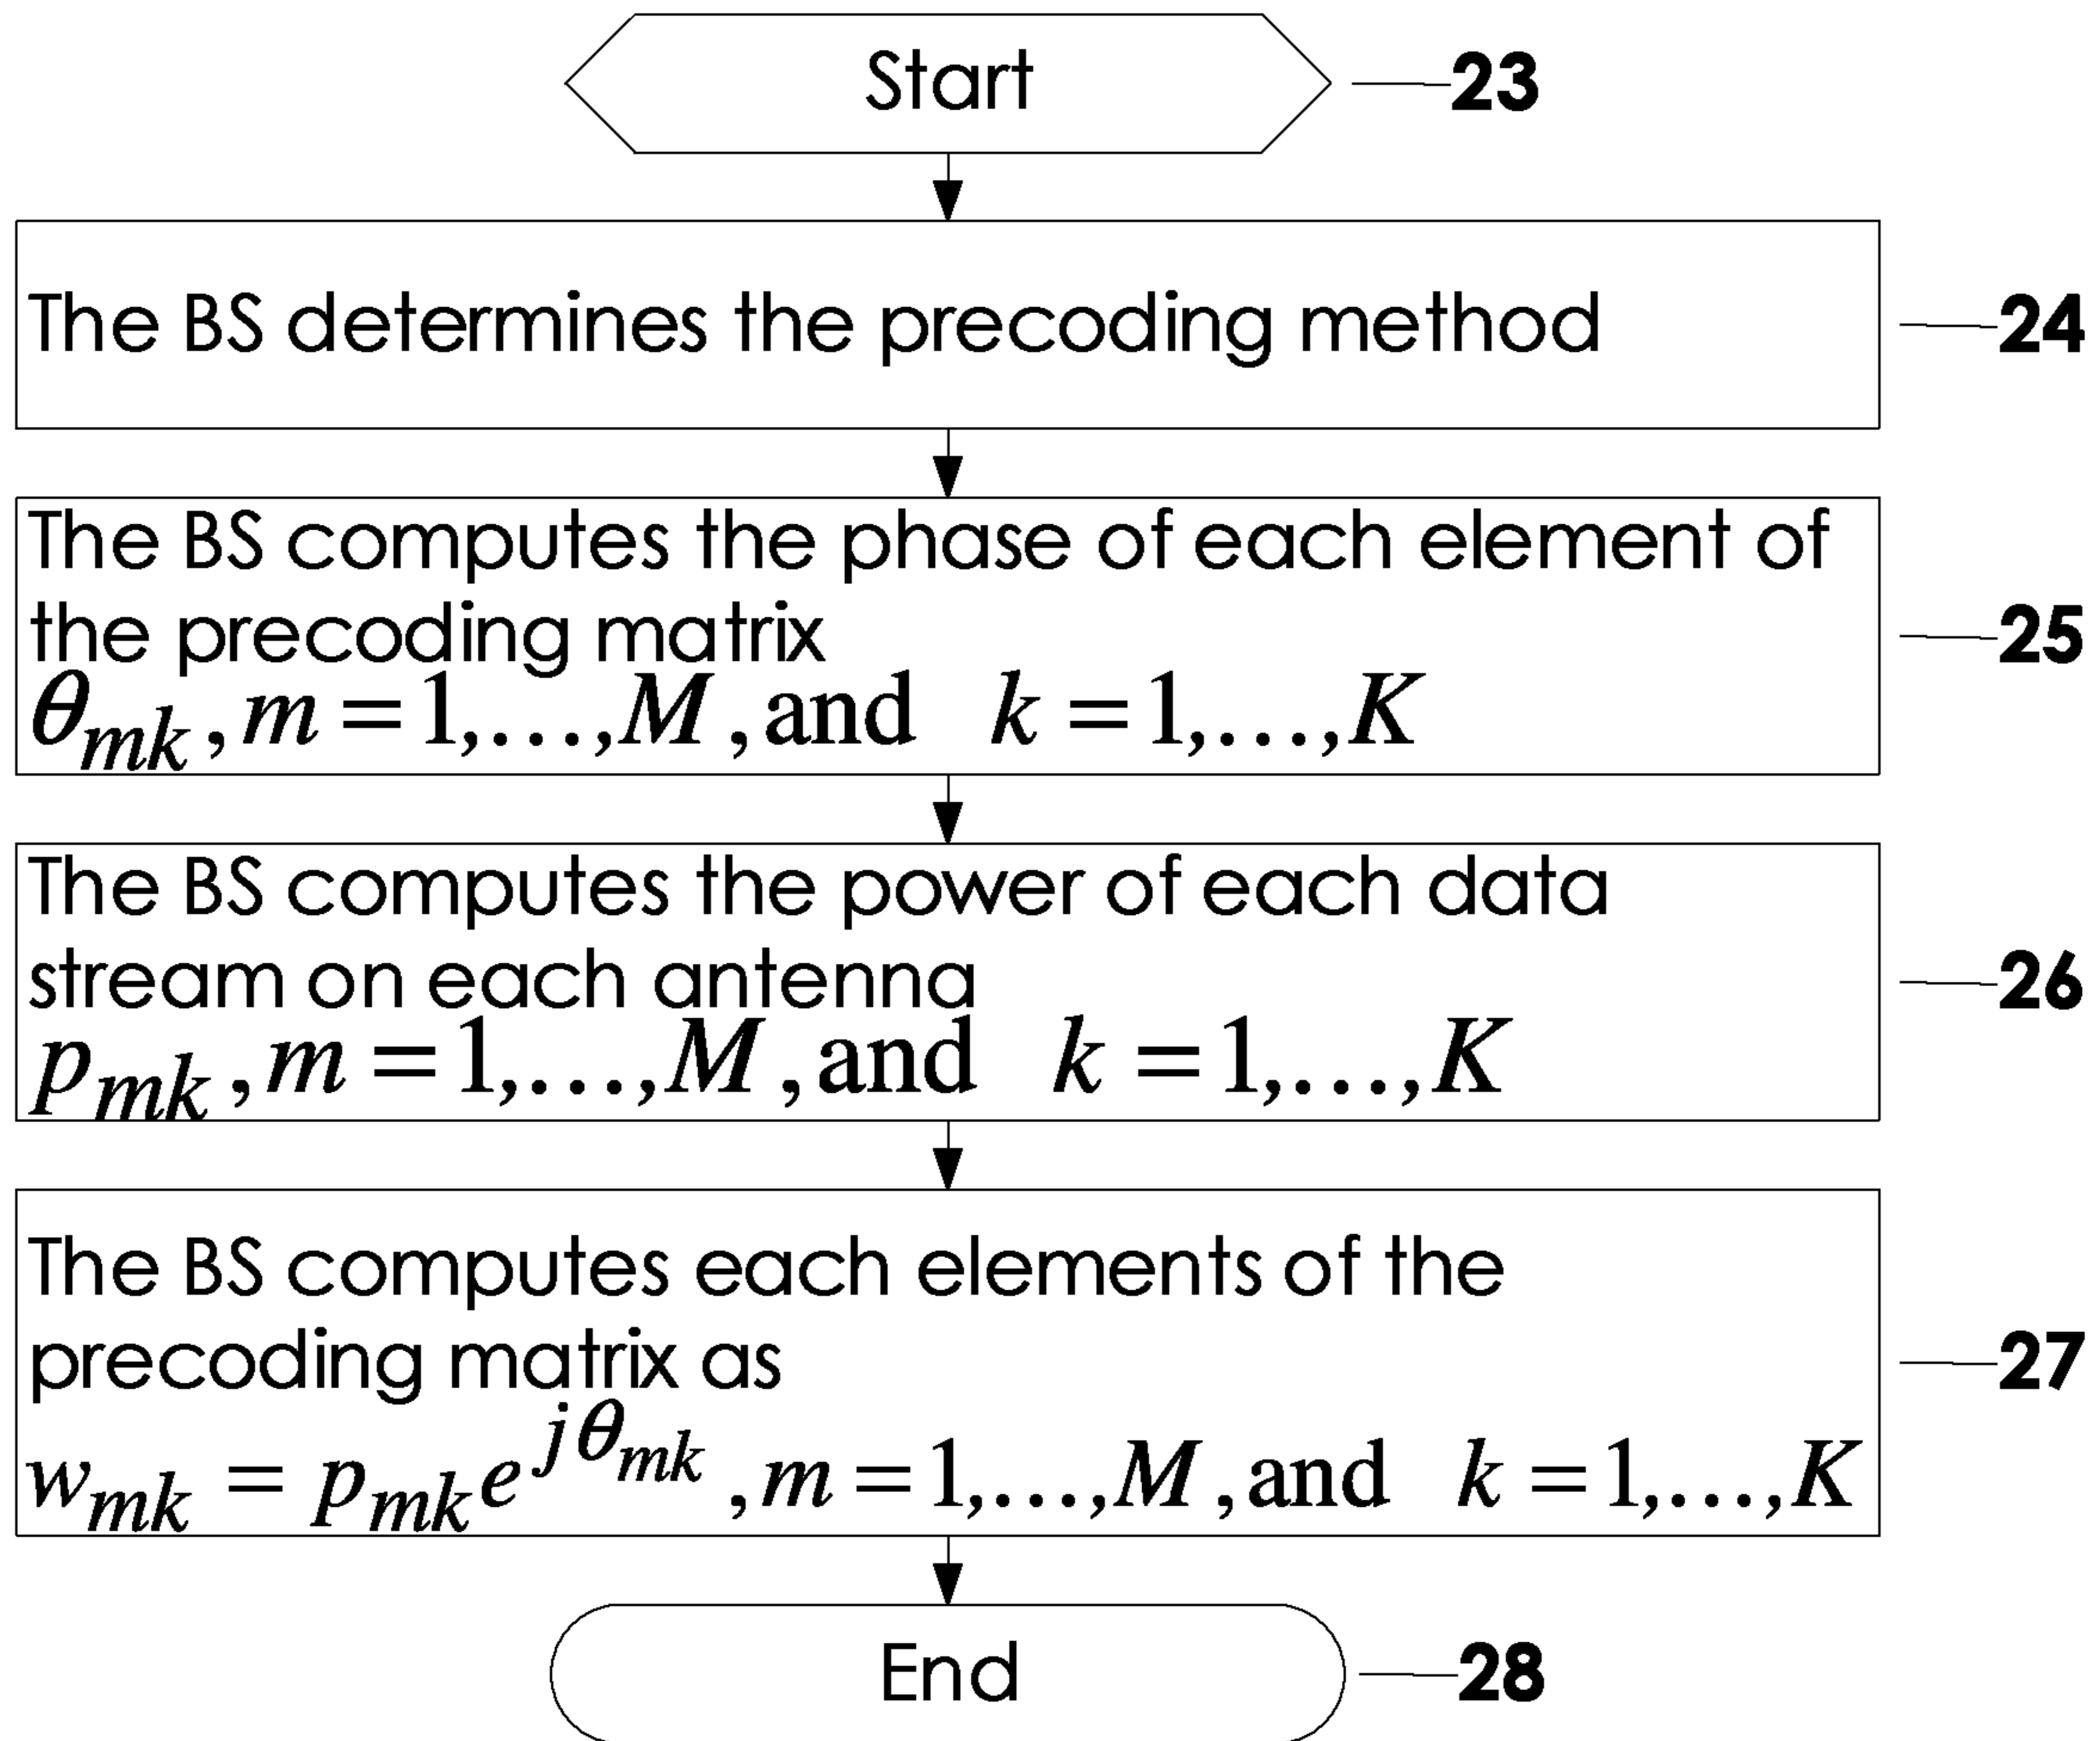 Start
23
The BS determines the precoding method
24
The BS computes the phase of each element of
the precoding matrix
25
θ_mk, m = 1,...,M, and k = 1,...,K
The BS computes the power of each data
stream on each antenna
26
p_mk, m = 1,...,M, and k = 1,...,K
The BS computes each elements of the
precoding matrix as
27
w_mk = p_mk e^{jθ_mk}, m = 1,...,M, and k = 1,...,K
End
28